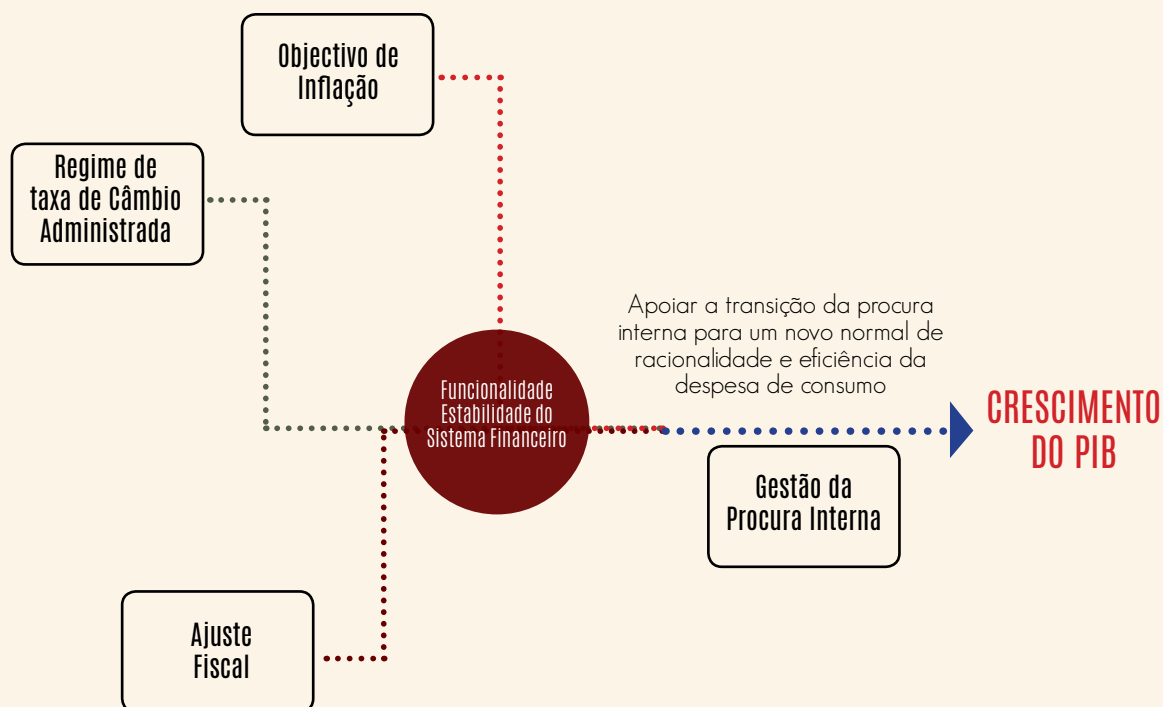 Objectivo de
Inflação
Regime de
taxa de Câmbio
Administrada
Apoiar a transição da procura
interna para um novo normal de
racionalidade e eficiência da
despesa de consumo
Funcionalidade
Estabilidade do
Sistema Financeiro
CRESCIMENTO
DO PIB
Gestão da
Procura Interna
Ajuste
Fiscal